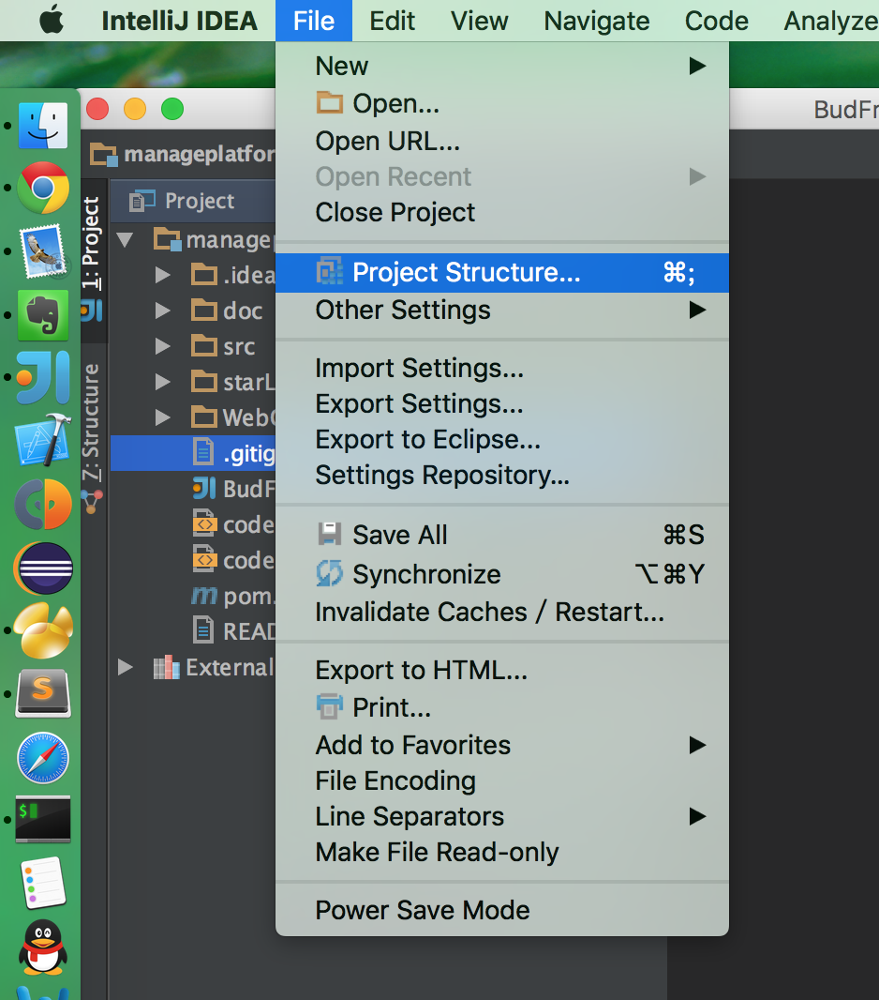 IntelliJ IDEA File Edit View Navigate Code Analyze
BudFr
manageplatfor
1: Project
7: Structure
Project
manage
.idea
doc
src
starL
Web
.gitig
BudF
code
code
pom.
READ
External
New
Open...
Open URL...
Open Recent
Close Project
Project Structure... ⌘;
Other Settings
Import Settings...
Export Settings...
Export to Eclipse...
Settings Repository...
Save All ⌘S
Synchronize ⌥⌘Y
Invalidate Caches / Restart...
Export to HTML...
Print...
Add to Favorites
File Encoding
Line Separators
Make File Read-only
Power Save Mode